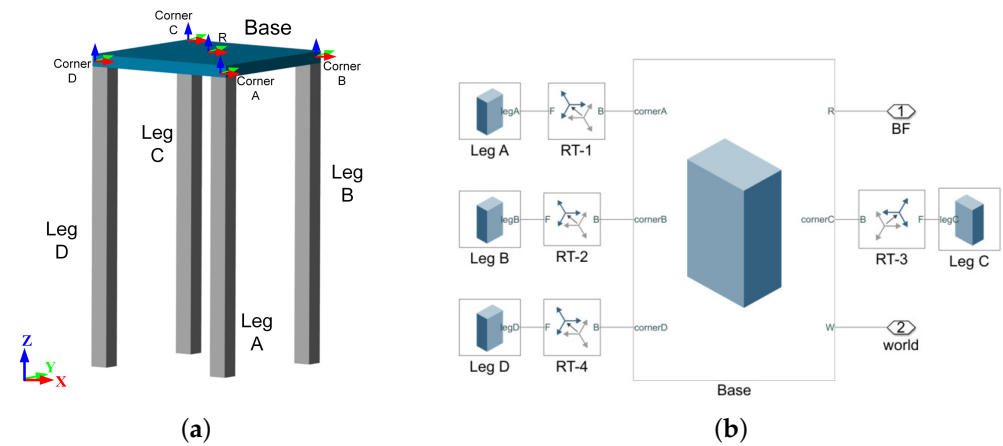 Corner
C
R
Base
Corner
D
Corner
A
Corner
B
Leg
C
Leg
B
Leg
D
Leg
A
Z
Y
X
(a)
legA
F
B
cornerA
Leg A
RT-1
R
1
BF
legB
F
B
cornerB
Leg B
RT-2
cornerC
B
F
legC
RT-3
Leg C
legD
F
B
cornerD
Leg D
RT-4
W
2
world
Base
(b)